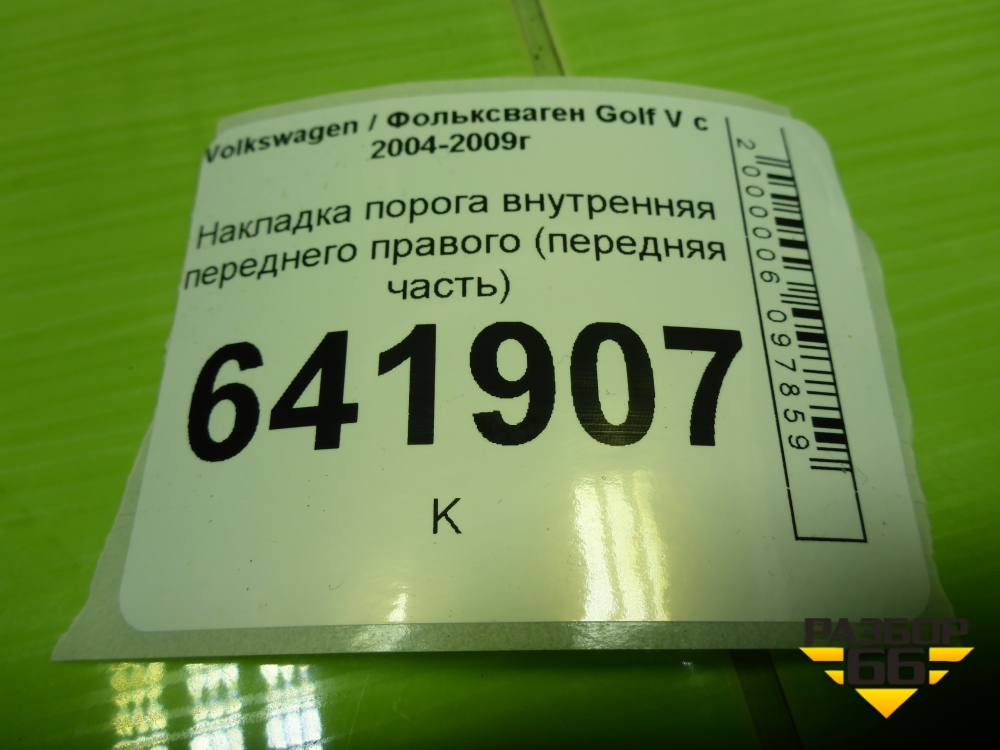 Volkswagen / Фольксваген Golf V с
2004-2009г
Накладка порога внутренняя
переднего правого (передняя
часть)
641907
К
2000006097859
РАЗБОР
66